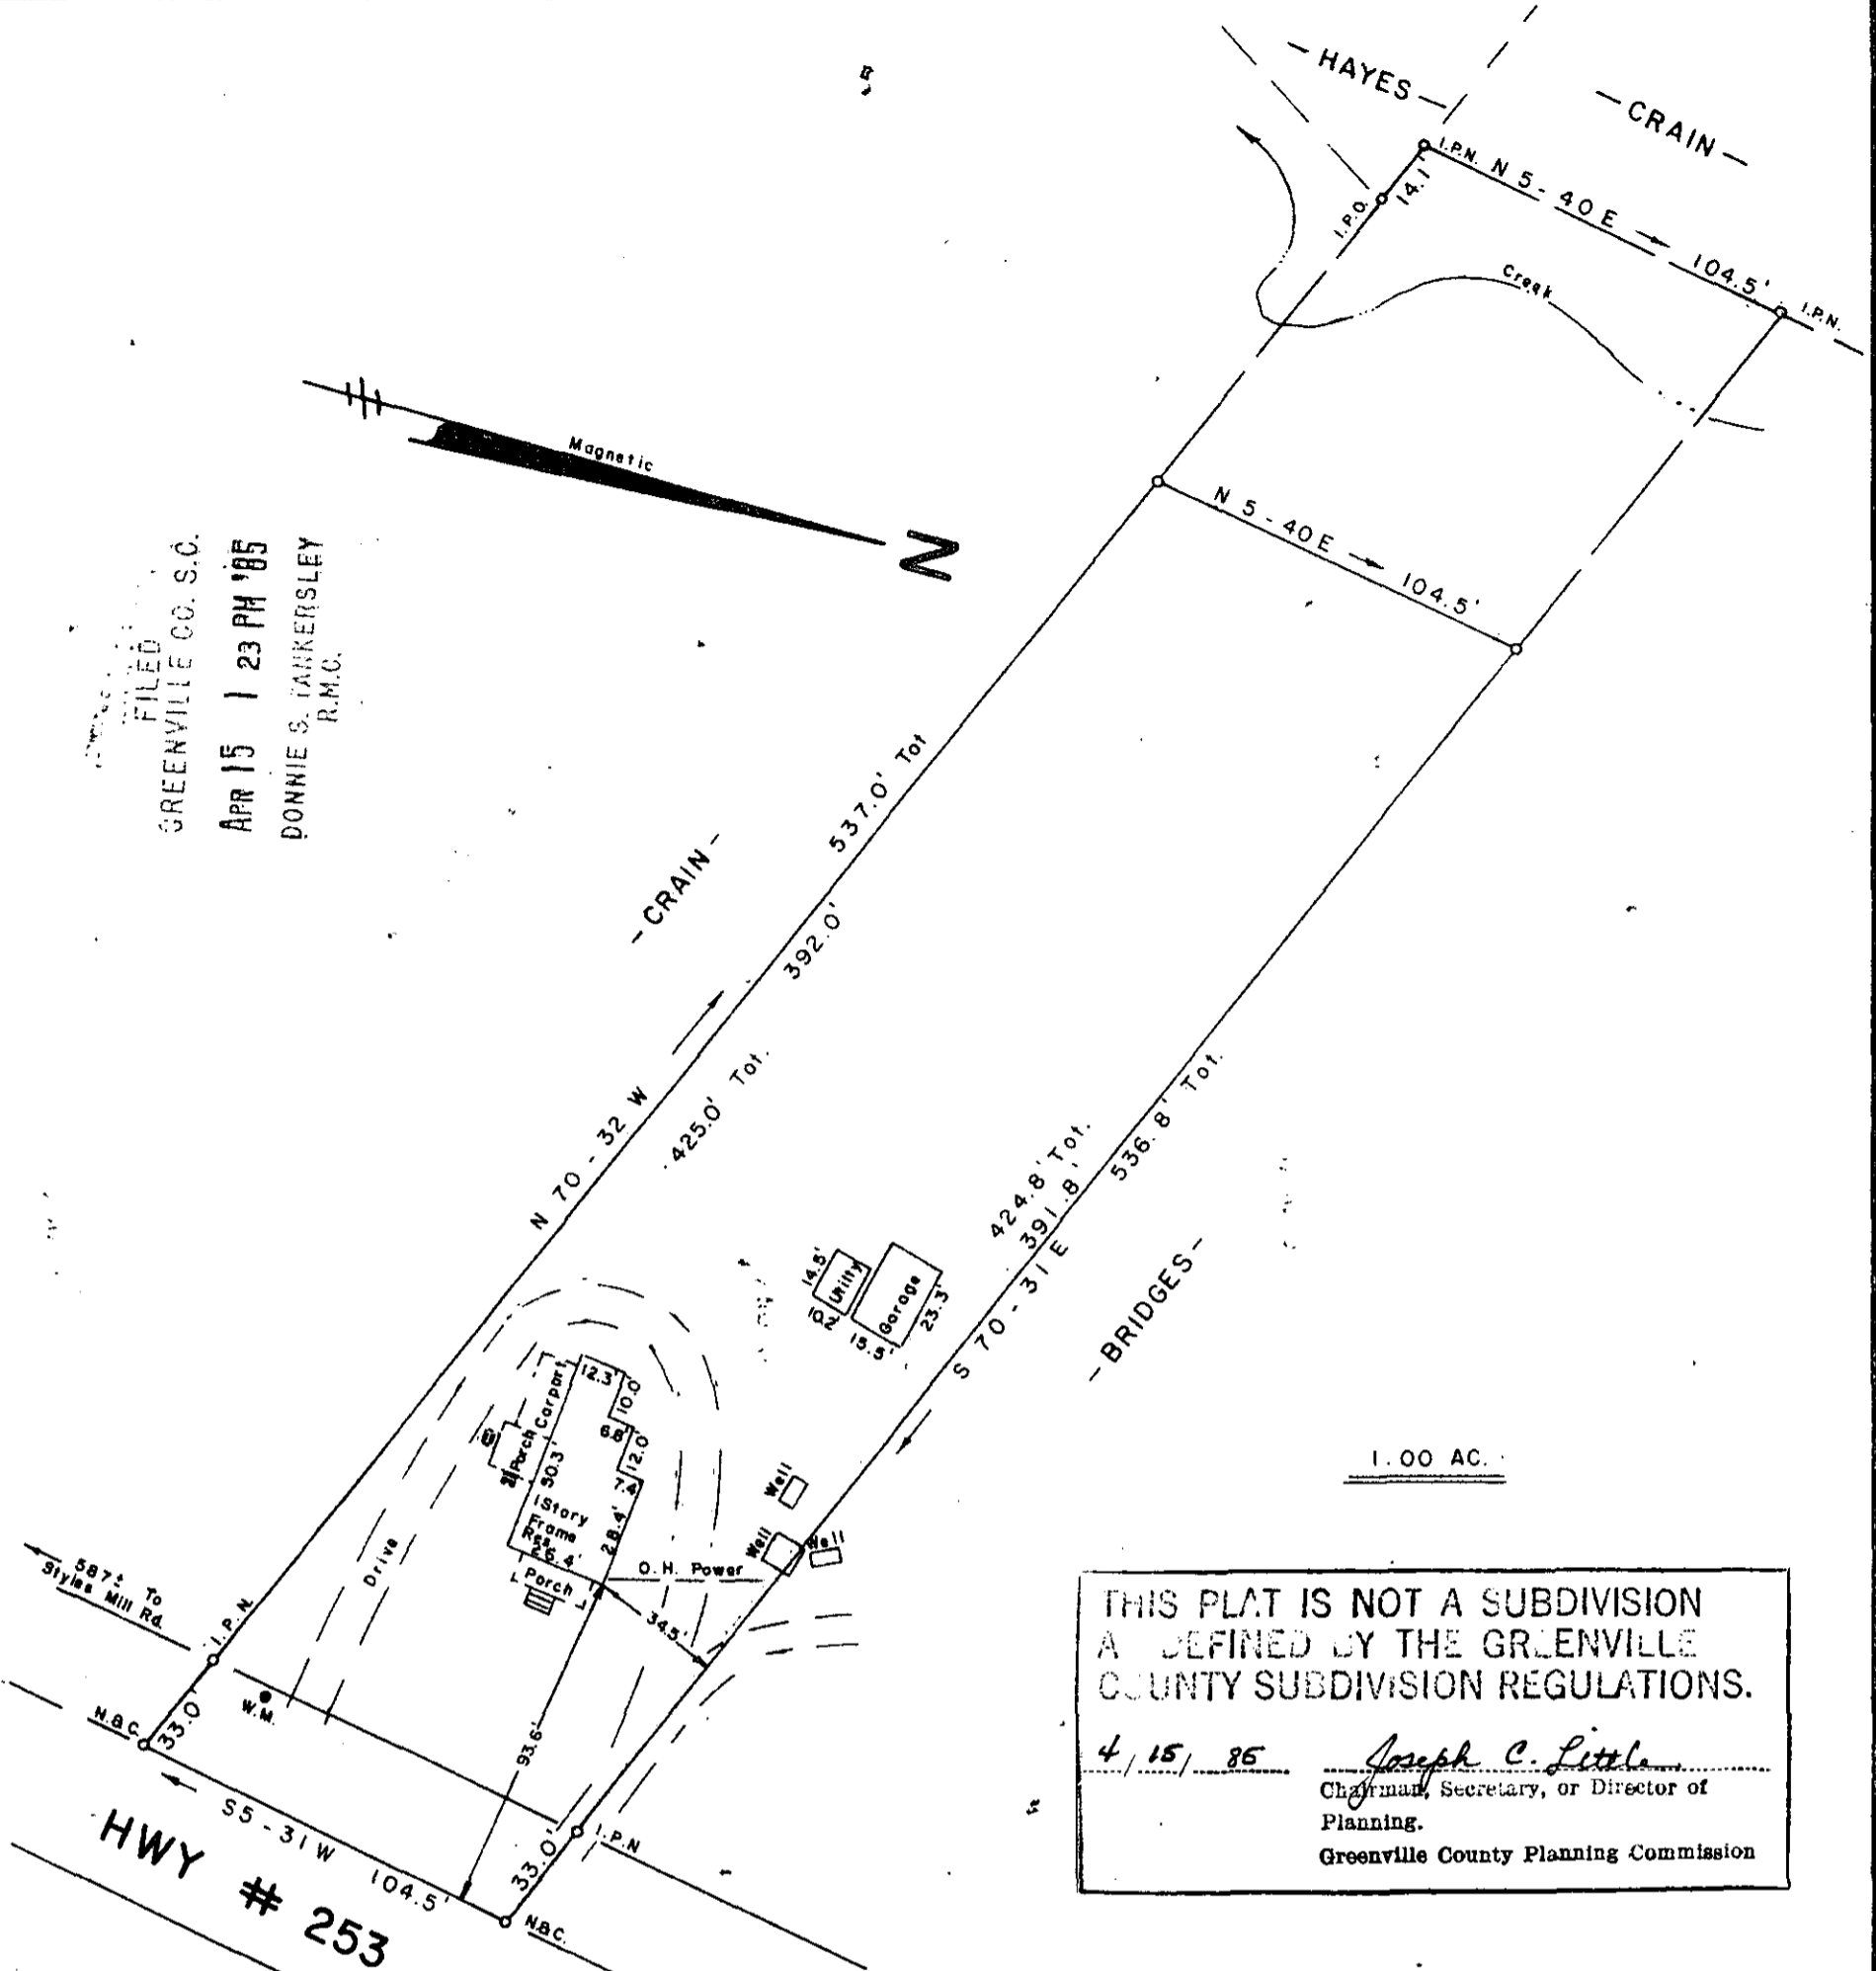 - HAYES -
- CRAIN -
I.P.N. N 5 - 40 E 104.5' I.P.N.
14.1'
I.P.O.
Creek
Magnetic
N
N 5 - 40 E 104.5'
FILED
GREENVILLE CO. S.C.
APR 15 1 23 PM '85
DONNIE S. TANKERSLEY
R.M.C.
537.0' Tot
392.0'
- CRAIN -
N 70 - 32 W
425.0' Tot.
424.8' Tot.
391.8'
536.8' Tot.
S 70 - 31 E
- BRIDGES -
14.5'
Utility
10.2'
Garage
15.5'
23.3'
12.3'
10.0'
6.8'
12.0'
7.4'
Carport
Porch
50.3'
1 Story
Frame
Res.
26.4'
28.4'
Porch
Drive
Well
Well
Well
O. H. Power
34.5'
93.6'
587± To
Styles Mill Rd.
I.P.N.
N.&C.
33.0'
W.M.
S 5 - 31 W 104.5'
33.0'
I.P.N
N&C.
HWY # 253
1.00 AC.
THIS PLAT IS NOT A SUBDIVISION
A DEFINED BY THE GREENVILLE
COUNTY SUBDIVISION REGULATIONS.
4/15/85 Joseph C. Little
Chairman, Secretary, or Director of
Planning.
Greenville County Planning Commission